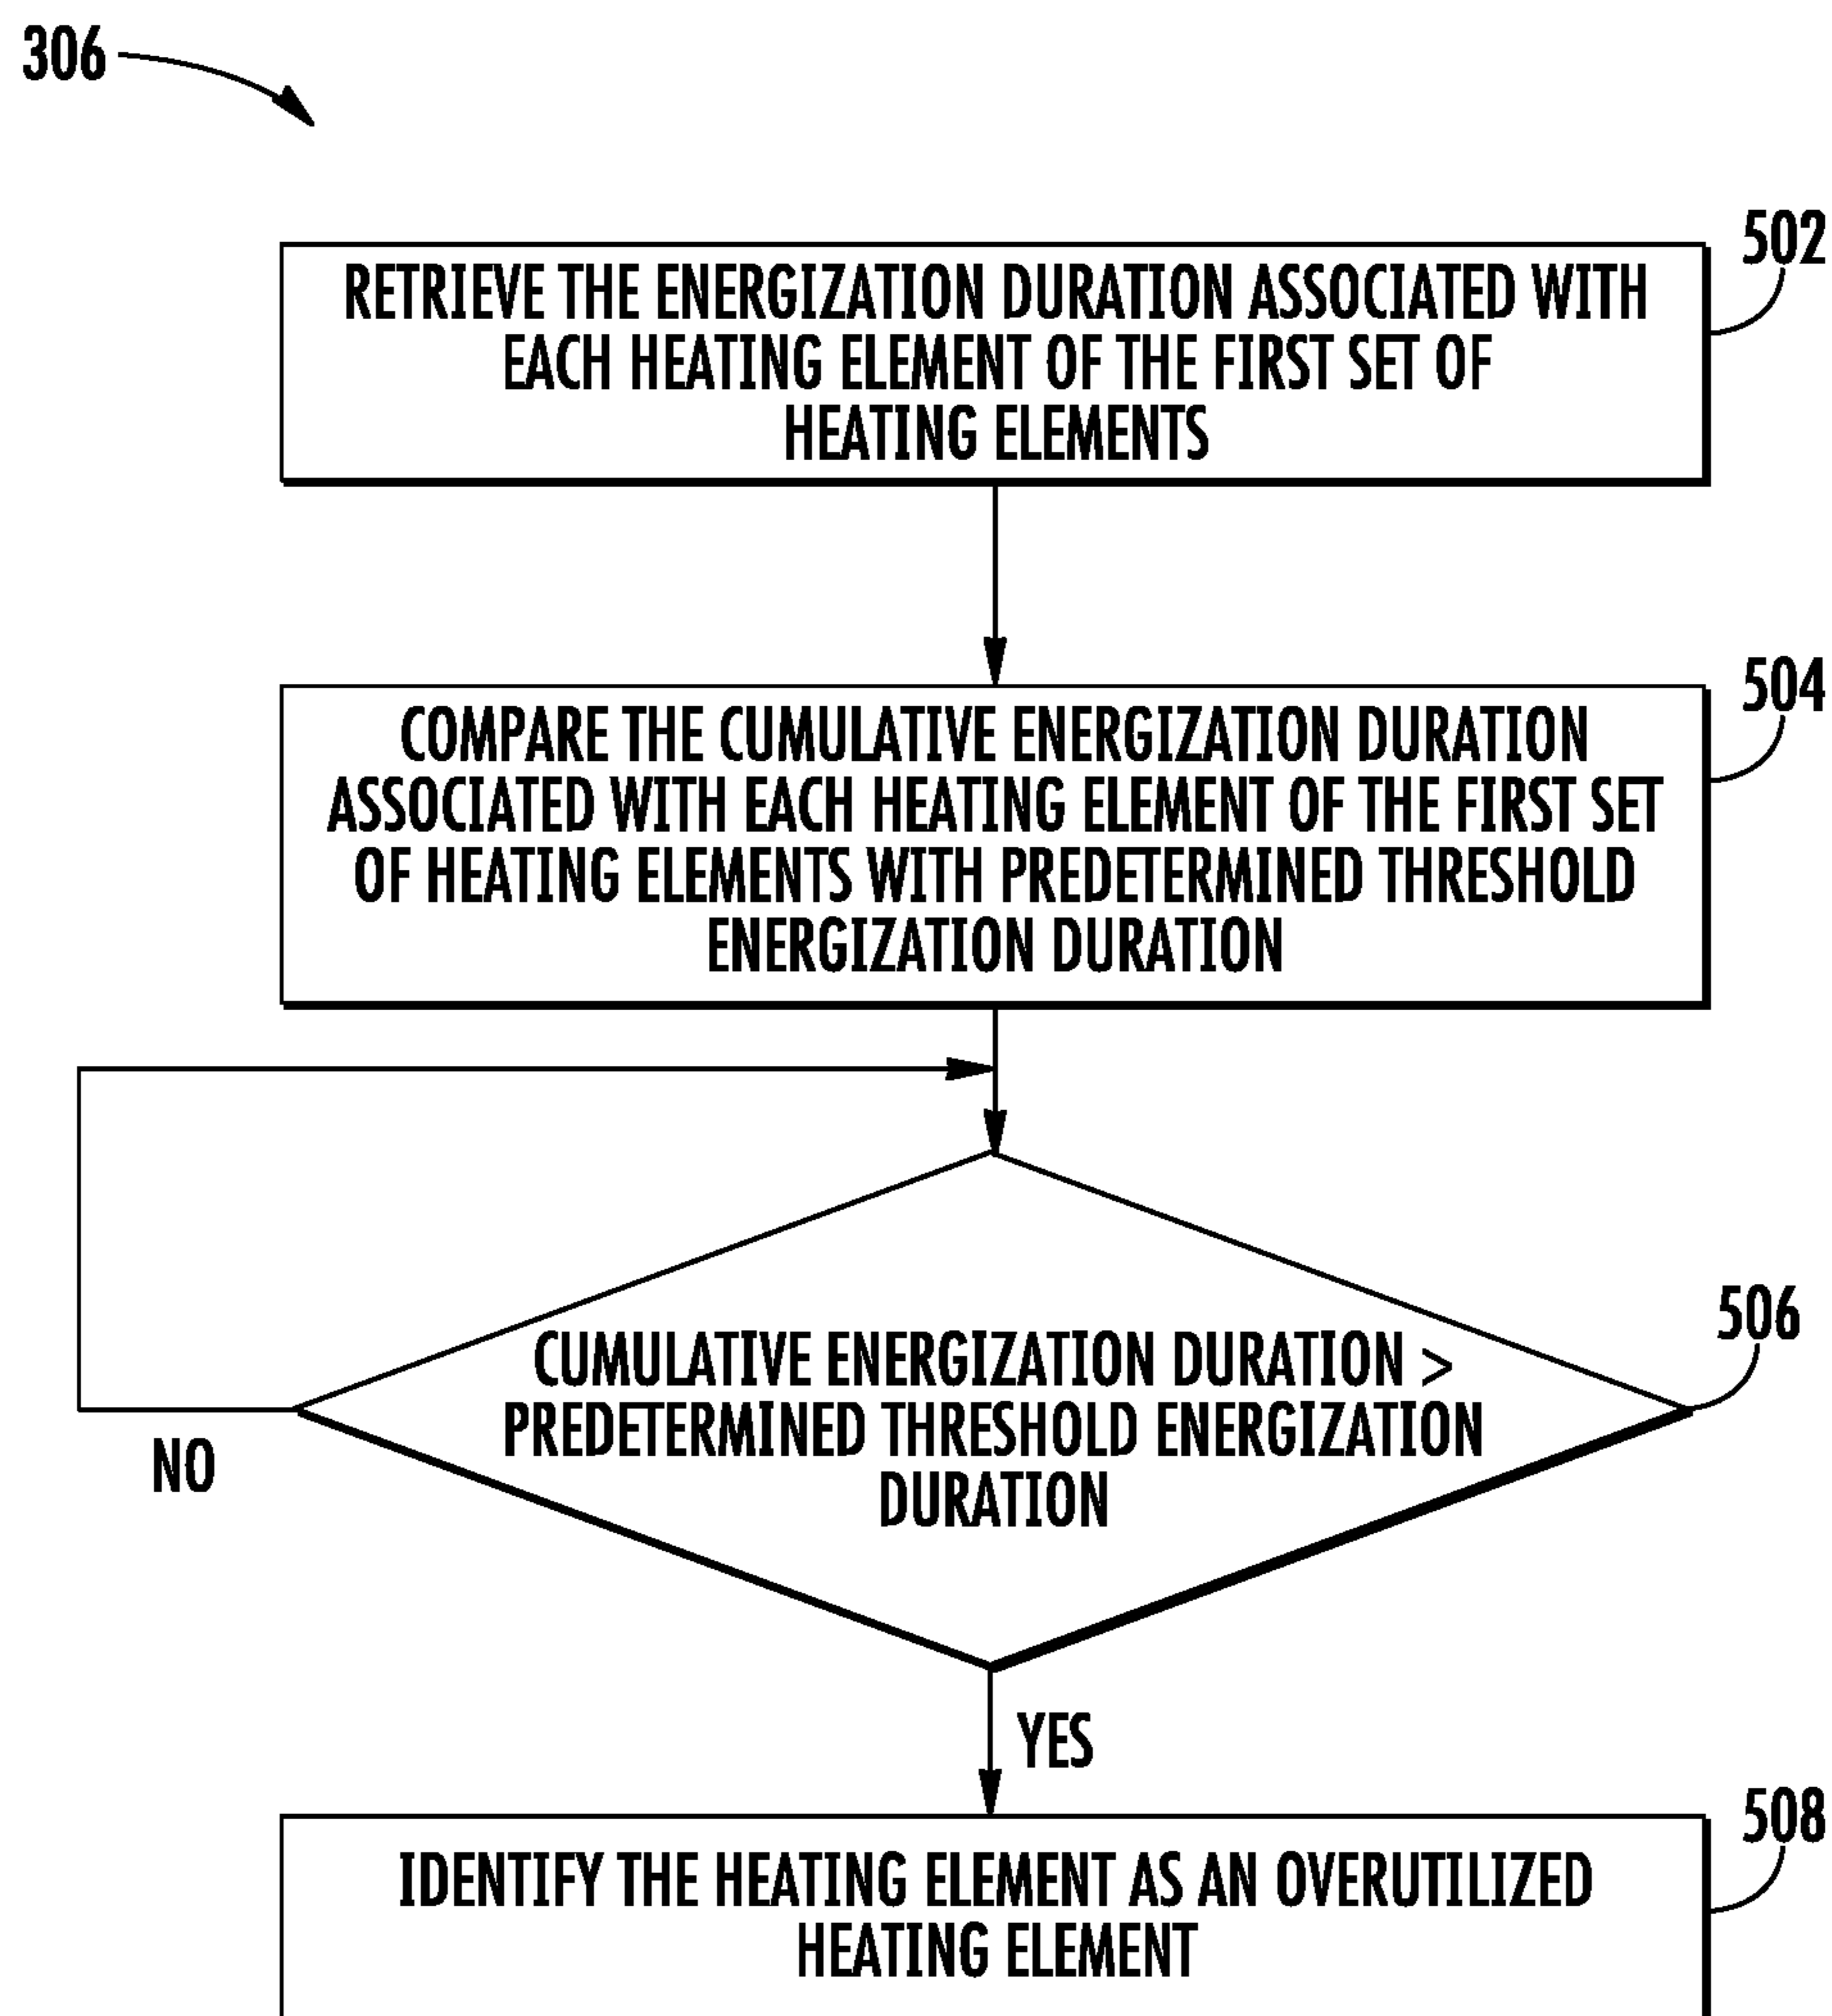 306
502
RETRIEVE THE ENERGIZATION DURATION ASSOCIATED WITH
EACH HEATING ELEMENT OF THE FIRST SET OF
HEATING ELEMENTS
504
COMPARE THE CUMULATIVE ENERGIZATION DURATION
ASSOCIATED WITH EACH HEATING ELEMENT OF THE FIRST SET
OF HEATING ELEMENTS WITH PREDETERMINED THRESHOLD
ENERGIZATION DURATION
506
CUMULATIVE ENERGIZATION DURATION >
PREDETERMINED THRESHOLD ENERGIZATION
DURATION
NO
YES
508
IDENTIFY THE HEATING ELEMENT AS AN OVERUTILIZED
HEATING ELEMENT